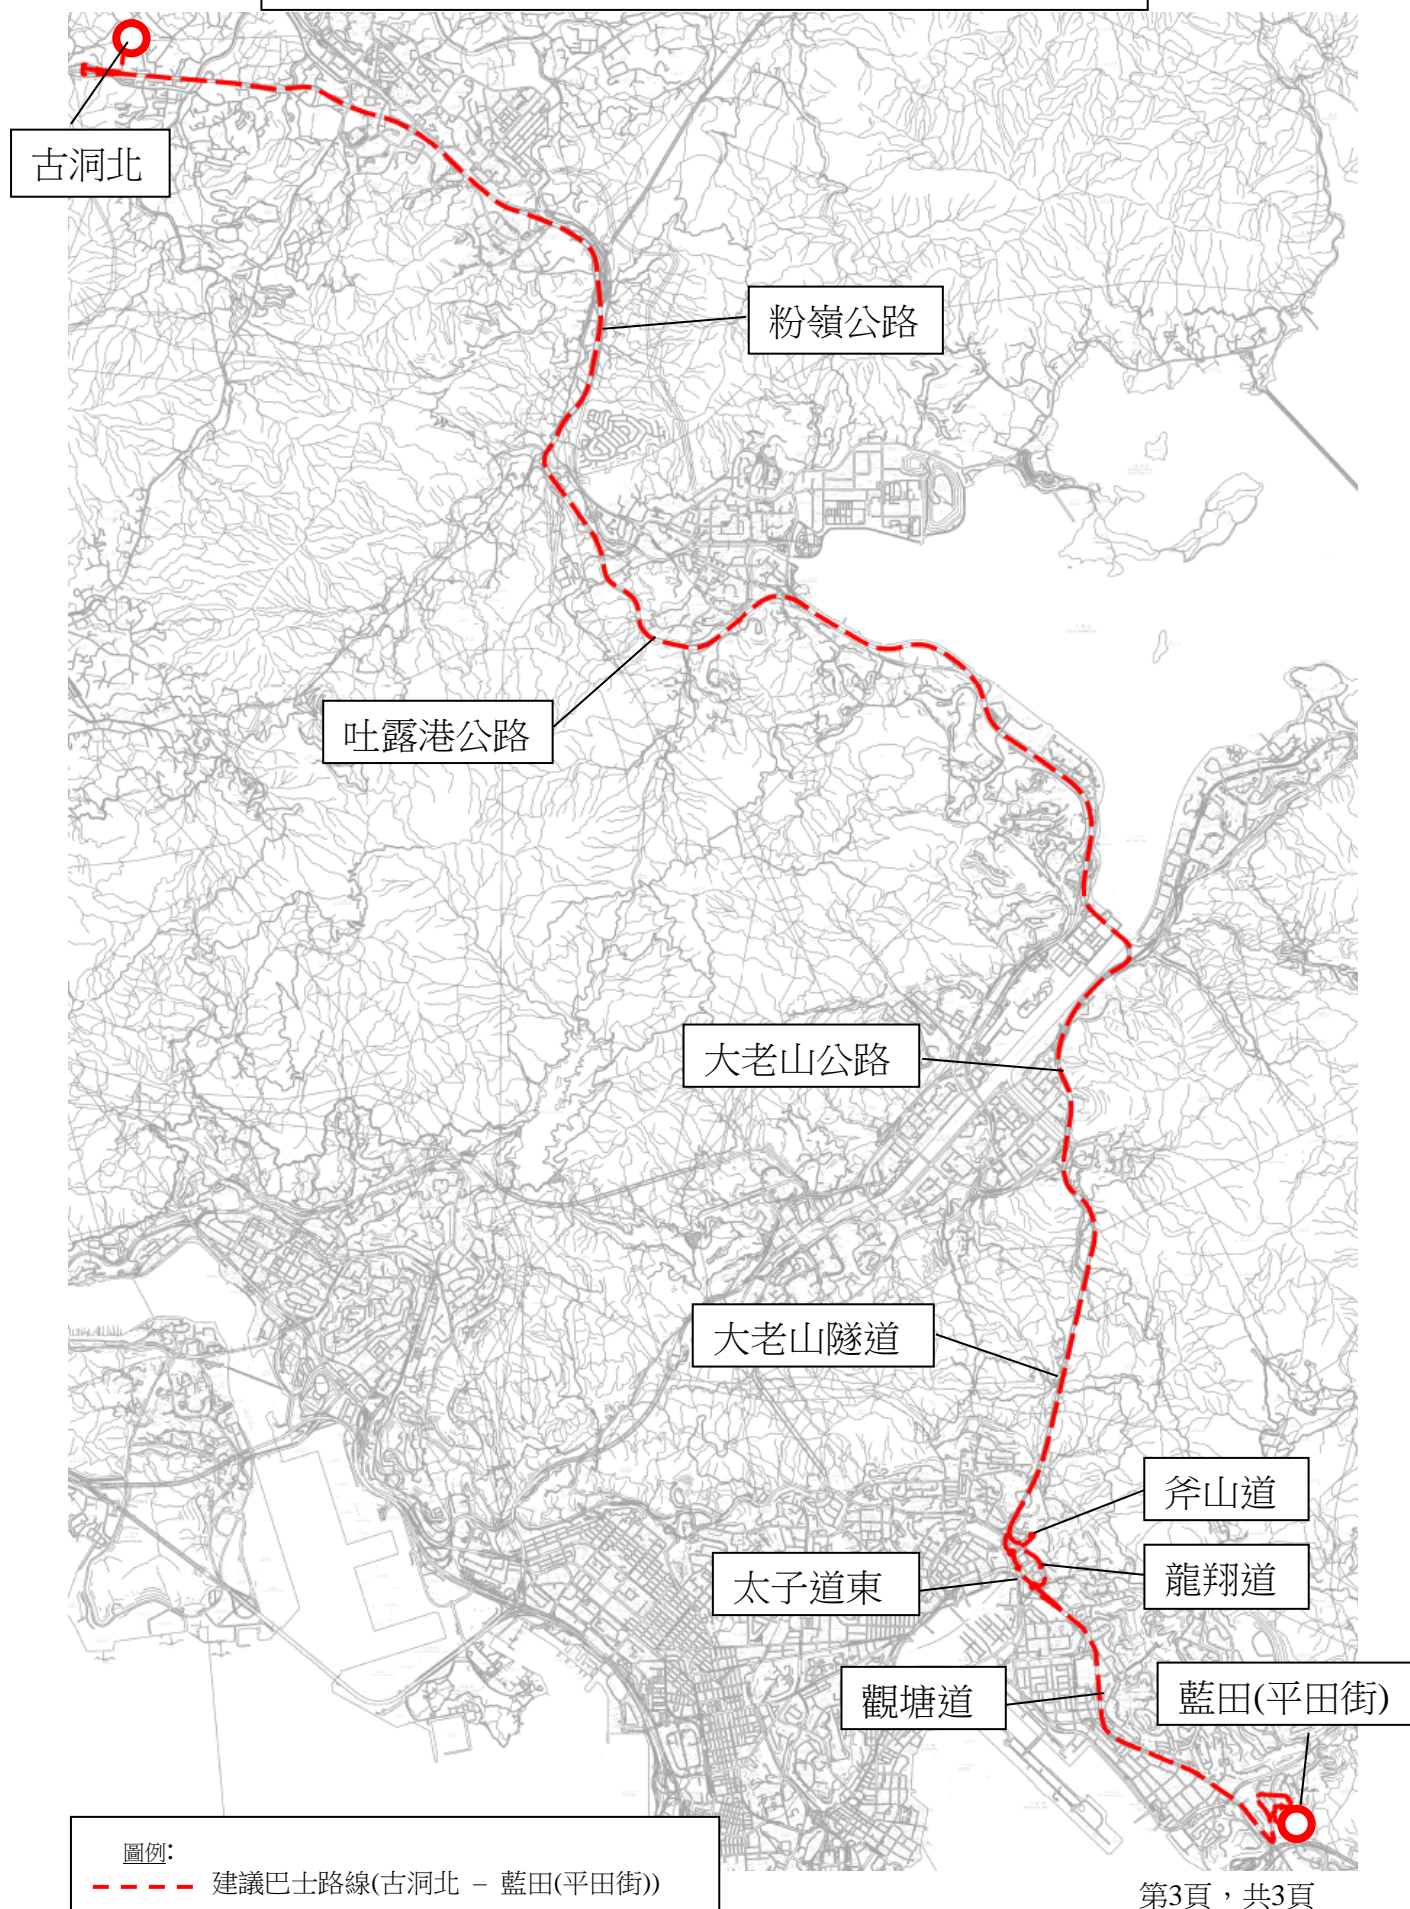 古洞北
粉嶺公路
吐露港公路
大老山公路
大老山隧道
斧山道
太子道東
龍翔道
觀塘道
藍田(平田街)
圖例:
建議巴士路線(古洞北 – 藍田(平田街))
第3頁，共3頁